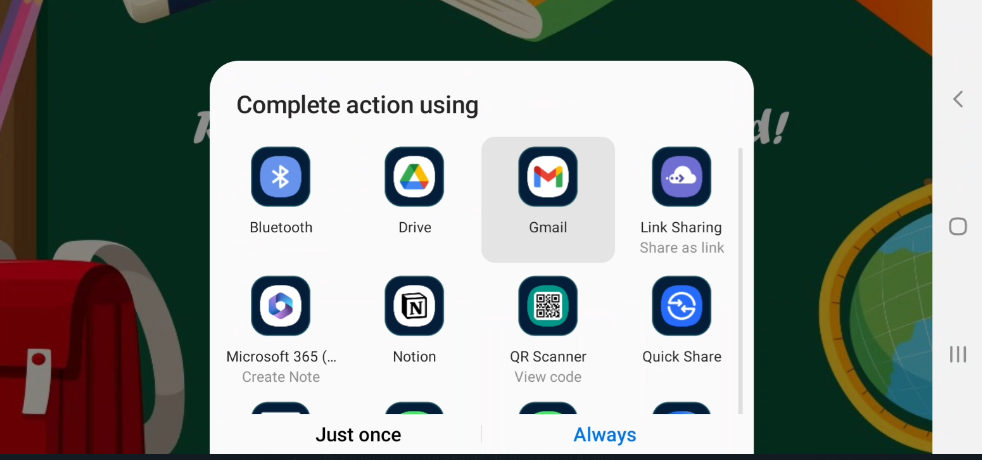 Complete action using
Bluetooth
Drive
Gmail
Link Sharing
Share as link
Microsoft 365 (...
Create Note
Notion
QR Scanner
View code
Quick Share
Just once
Always